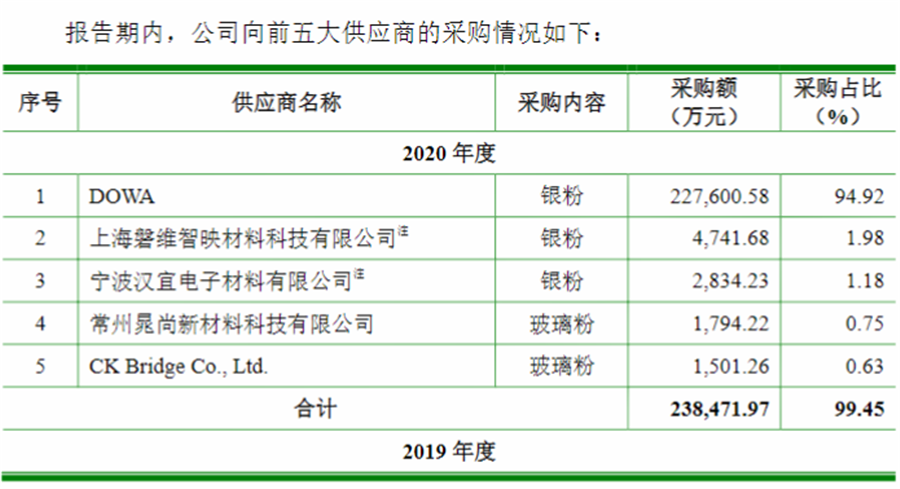 报告期内，公司向前五大供应商的采购情况如下：
序号 供应商名称 采购内容 采购额（万元） 采购占比（%）
2020 年度
1 DOWA 银粉 227,600.58 94.92
2 上海磐维智映材料科技有限公司注 银粉 4,741.68 1.98
3 宁波汉宜电子材料有限公司注 银粉 2,834.23 1.18
4 常州晁尚新材料科技有限公司 玻璃粉 1,794.22 0.75
5 CK Bridge Co., Ltd. 玻璃粉 1,501.26 0.63
合计 238,471.97 99.45
2019 年度